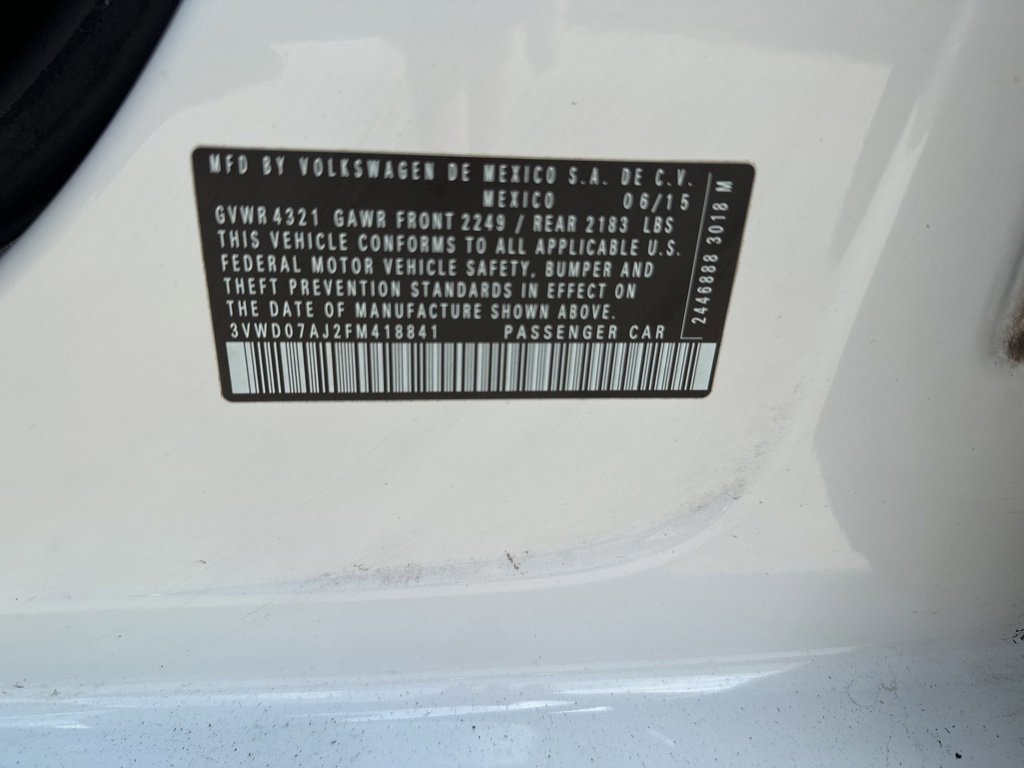 MFD BY VOLKSWAGEN DE MEXICO S.A. DE C.V.
MEXICO 06/15
GVWR 4321 GAWR FRONT 2249 / REAR 2183 LBS
THIS VEHICLE CONFORMS TO ALL APPLICABLE U.S.
FEDERAL MOTOR VEHICLE SAFETY, BUMPER AND
THEFT PREVENTION STANDARDS IN EFFECT ON
THE DATE OF MANUFACTURE SHOWN ABOVE.
3VWD07AJ2FM418841 PASSENGER CAR
2446888 3018 M